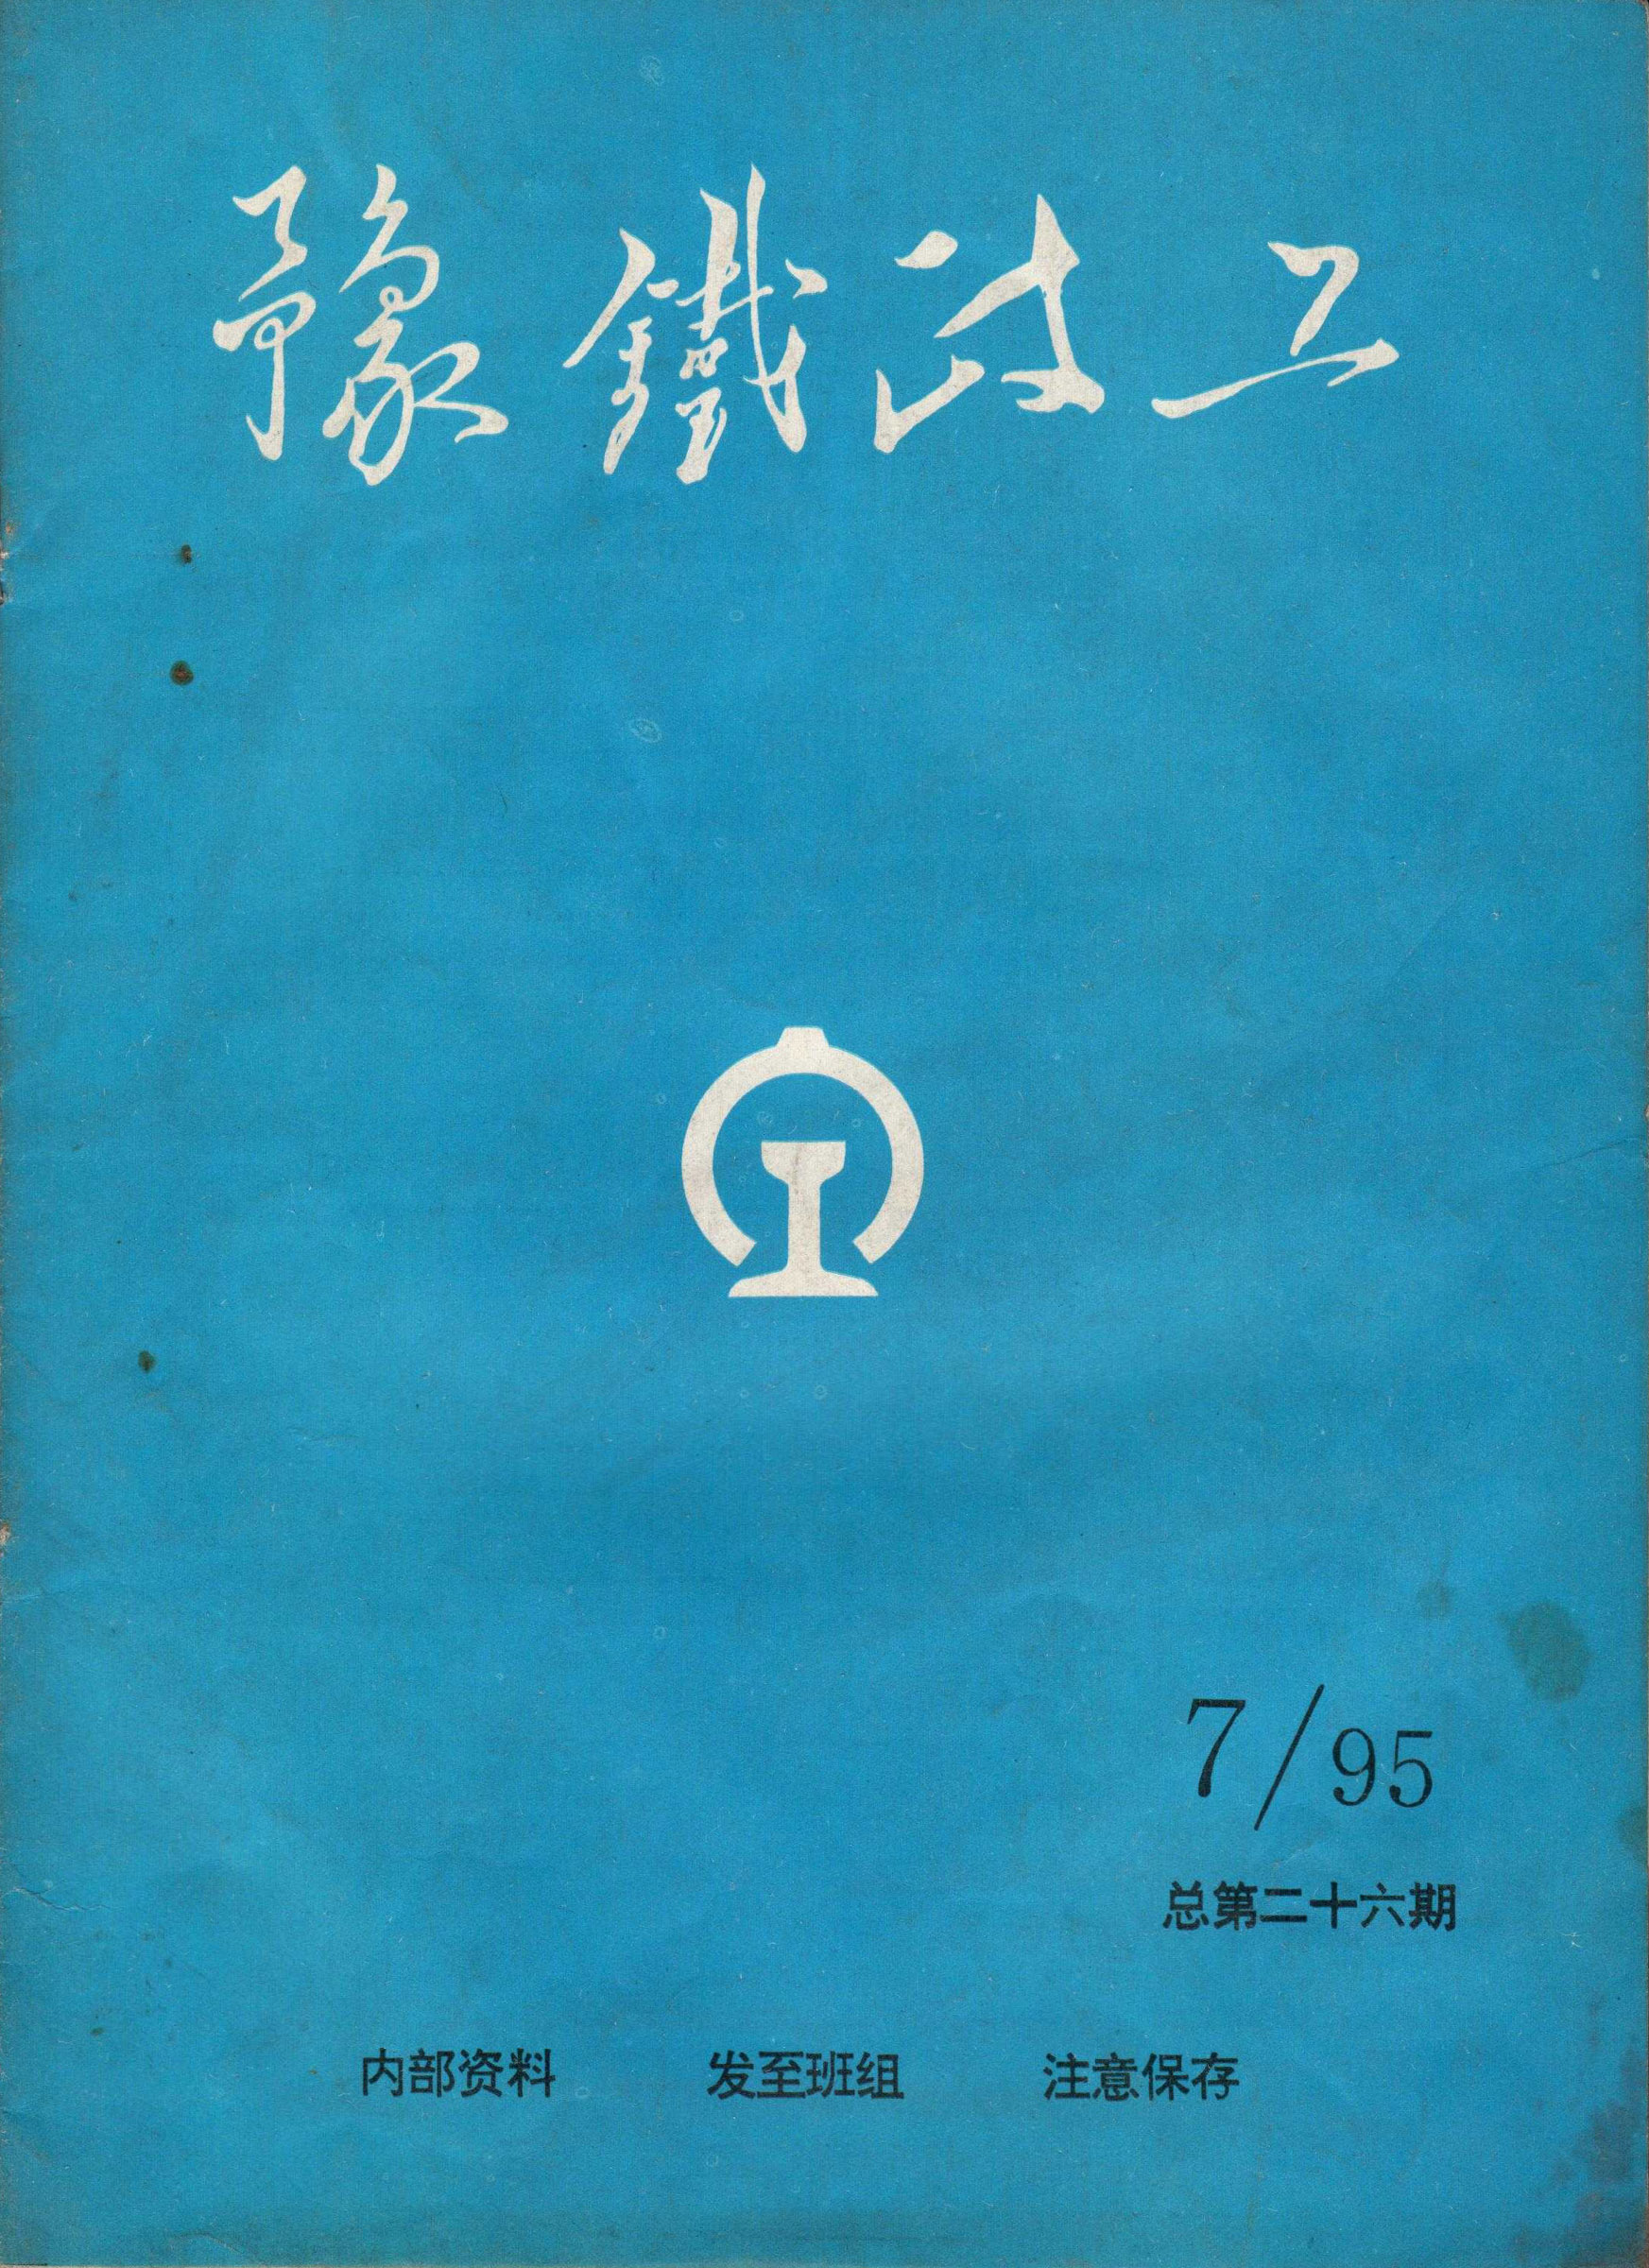 豫鐵政工
7/95
总第二十六期
内部资料 发至班组 注意保存